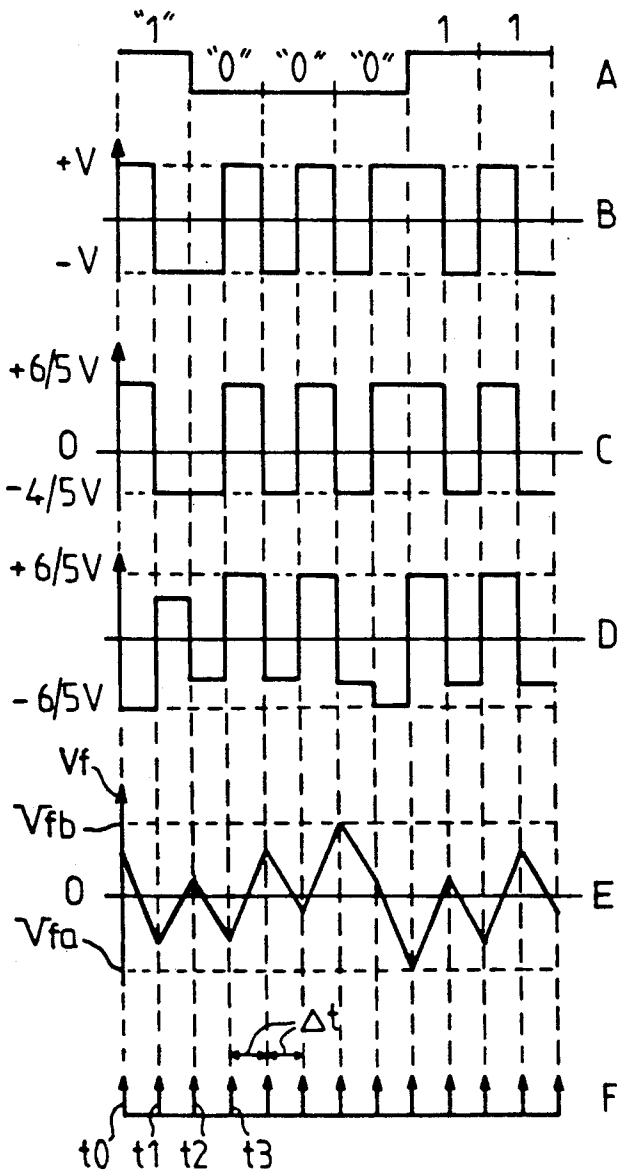 "1" "0" "0" "0" 1 1 A
+V
B
-V
+6/5V
0 C
-4/5V
+6/5V
D
-6/5V
Vf
Vfb
0 E
Vfa
Δt
F
t0 t1 t2 t3